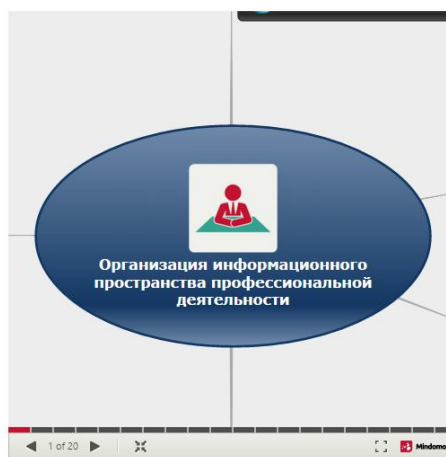 Организация информационного
пространства профессиональной
деятельности
1 of 20
Mindomo